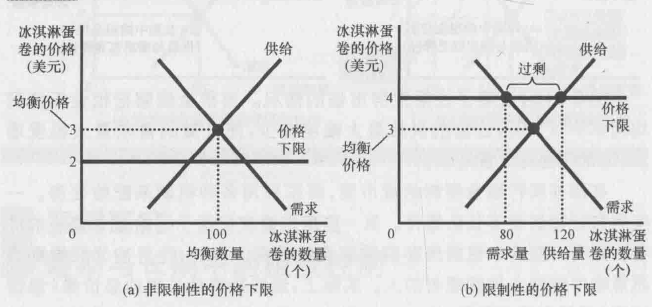 冰淇淋蛋
卷的价格
(美元)
供给
均衡价格
3
2
价格
下限
需求
0
100
均衡数量
冰淇淋蛋
卷的数量
(个)
(a) 非限制性的价格下限
冰淇淋蛋
卷的价格
(美元)
供给
过剩
4
价格
下限
3
均衡
价格
需求
0
80
120
需求量
供给量
冰淇淋蛋
卷的数量
(个)
(b) 限制性的价格下限